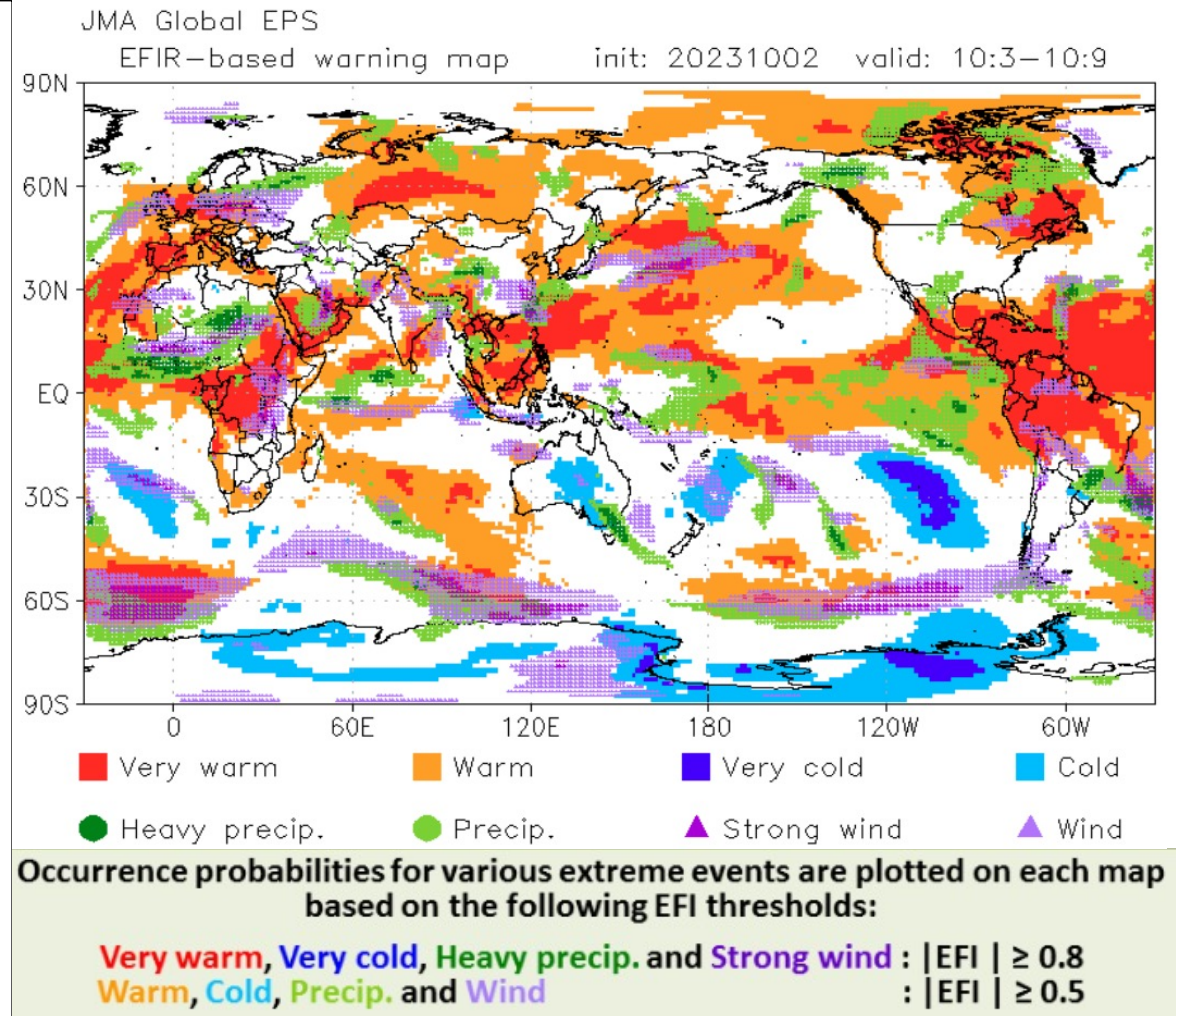 JMA Global EPS
EFIR-based warning map init: 20231002 valid: 10:3-10:9
90N
60N
30N
EQ
30S
60S
90S
0 60E 120E 180 120W 60W
Very warm Warm Very cold Cold
Heavy precip. Precip. Strong wind Wind
Occurrence probabilities for various extreme events are plotted on each map
based on the following EFI thresholds:
Very warm, Very cold, Heavy precip. and Strong wind : |EFI | ≥ 0.8
Warm, Cold, Precip. and Wind : |EFI | ≥ 0.5